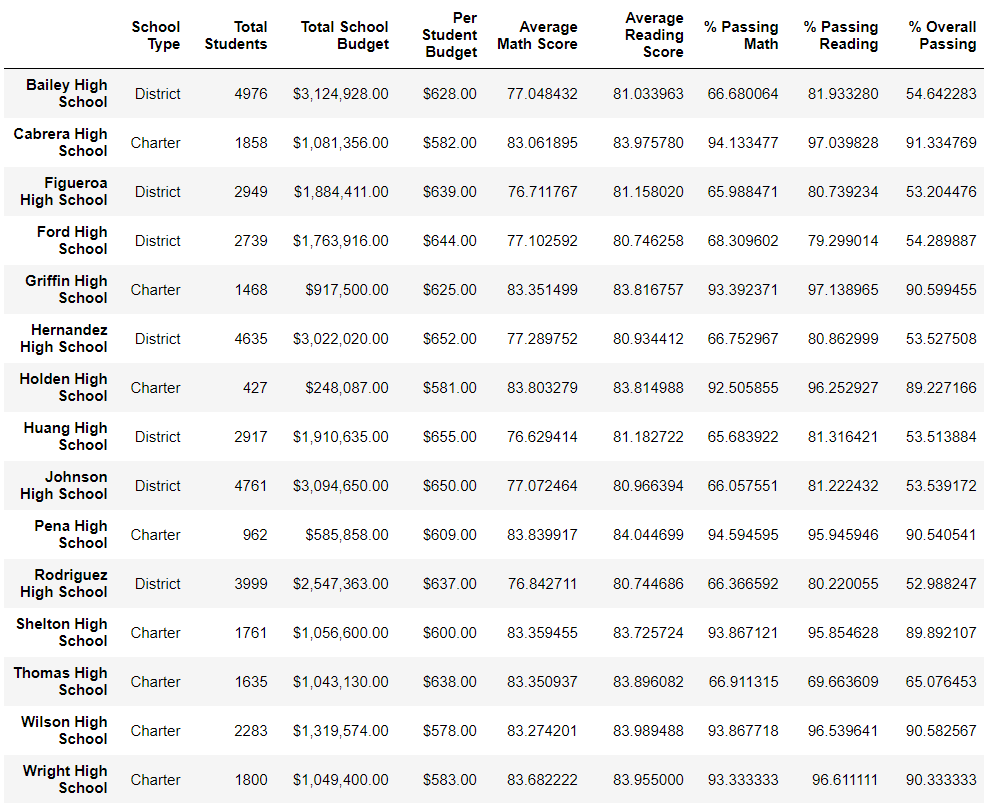 School Type Total Students Total School Budget Per Student Budget Average Math Score Average Reading Score % Passing Math % Passing Reading % Overall Passing
Bailey High School District 4976 $3,124,928.00 $628.00 77.048432 81.033963 66.680064 81.933280 54.642283
Cabrera High School Charter 1858 $1,081,356.00 $582.00 83.061895 83.975780 94.133477 97.039828 91.334769
Figueroa High School District 2949 $1,884,411.00 $639.00 76.711767 81.158020 65.988471 80.739234 53.204476
Ford High School District 2739 $1,763,916.00 $644.00 77.102592 80.746258 68.309602 79.299014 54.289887
Griffin High School Charter 1468 $917,500.00 $625.00 83.351499 83.816757 93.392371 97.138965 90.599455
Hernandez High School District 4635 $3,022,020.00 $652.00 77.289752 80.934412 66.752967 80.862999 53.527508
Holden High School Charter 427 $248,087.00 $581.00 83.803279 83.814988 92.505855 96.252927 89.227166
Huang High School District 2917 $1,910,635.00 $655.00 76.629414 81.182722 65.683922 81.316421 53.513884
Johnson High School District 4761 $3,094,650.00 $650.00 77.072464 80.966394 66.057551 81.222432 53.539172
Pena High School Charter 962 $585,858.00 $609.00 83.839917 84.044699 94.594595 95.945946 90.540541
Rodriguez High School District 3999 $2,547,363.00 $637.00 76.842711 80.744686 66.366592 80.220055 52.988247
Shelton High School Charter 1761 $1,056,600.00 $600.00 83.359455 83.725724 93.867121 95.854628 89.892107
Thomas High School Charter 1635 $1,043,130.00 $638.00 83.350937 83.896082 66.911315 69.663609 65.076453
Wilson High School Charter 2283 $1,319,574.00 $578.00 83.274201 83.989488 93.867718 96.539641 90.582567
Wright High School Charter 1800 $1,049,400.00 $583.00 83.682222 83.955000 93.333333 96.611111 90.333333